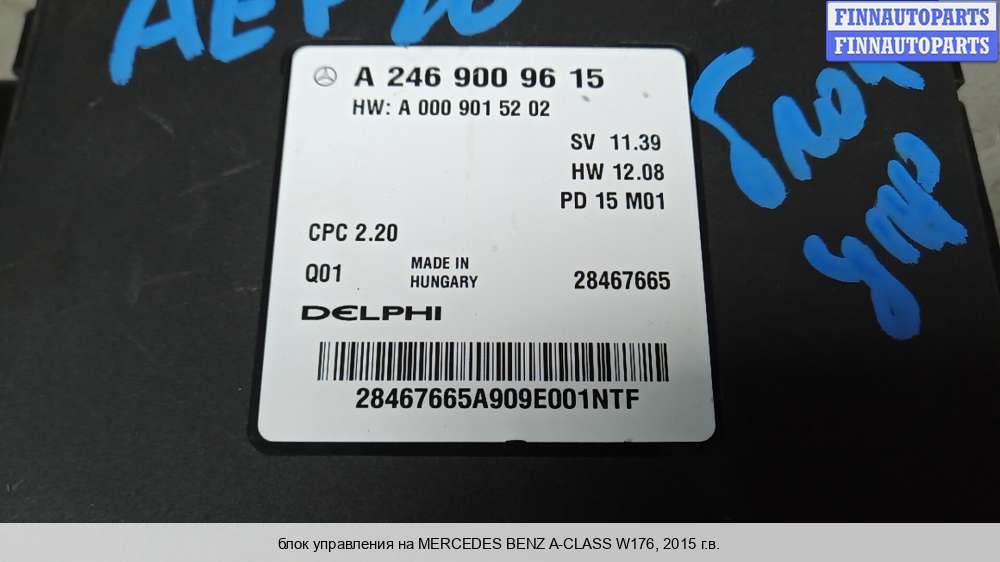 FINNAUTOPARTS
FINNAUTOPARTS
A 246 900 96 15
HW: A 000 901 52 02
SV 11.39
HW 12.08
PD 15 M01
CPC 2.20
Q01
MADE IN
HUNGARY
28467665
DELPHI
28467665A909E001NTF
блок управления на MERCEDES BENZ A-CLASS W176, 2015 г.в.